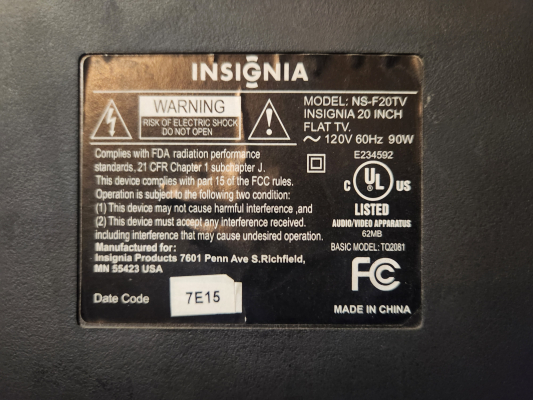 INSIGNIA
WARNING
RISK OF ELECTRIC SHOCK
DO NOT OPEN
MODEL: NS-F20TV
INSIGNIA 20 INCH
FLAT TV.
～ 120V 60Hz 90W
E234592
C UL US
LISTED
AUDIO/VIDEO APPARATUS
62MB
BASIC MODEL: TQ2081
FC
MADE IN CHINA
Complies with FDA radiation performance
standards, 21 CFR Chapter 1 subchapter J.
This device complies with part 15 of the FCC rules.
Operation is subject to the following two condition:
(1) This device may not cause harmful interference ,and
(2) This device must accept any interference received.
including interference that may cause undesired operation.
Manufactured for:
Insignia Products 7601 Penn Ave S.Richfield,
MN 55423 USA
Date Code 7E15